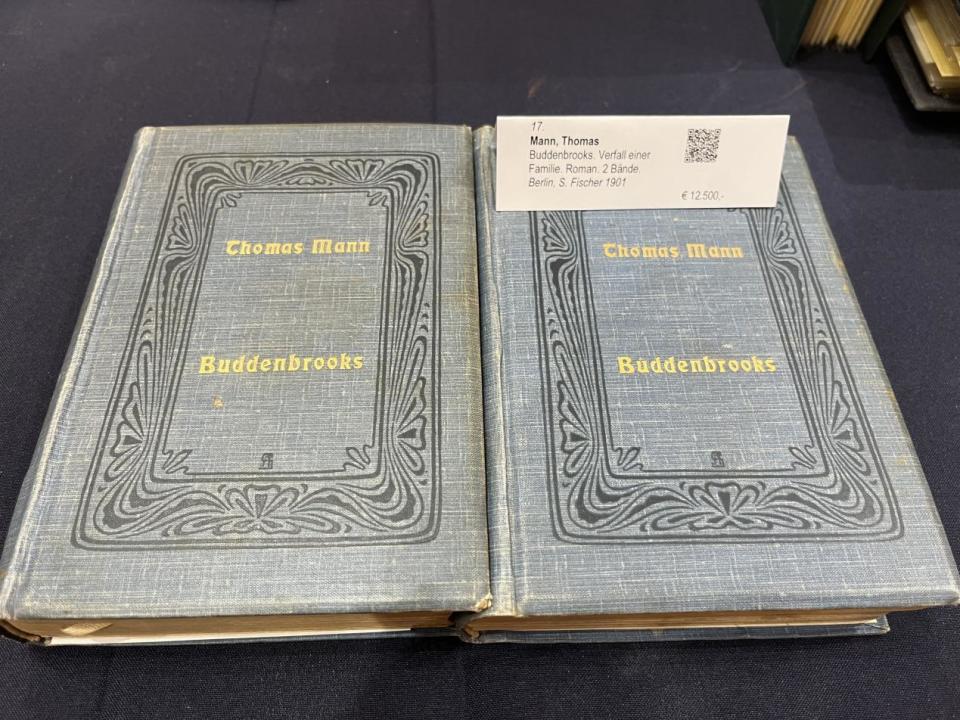 17.
Mann, Thomas
Buddenbrooks. Verfall einer
Familie. Roman. 2 Bände.
Berlin, S. Fischer 1901
€ 12.500,-
Thomas Mann
Buddenbrooks
Thomas Mann
Buddenbrooks